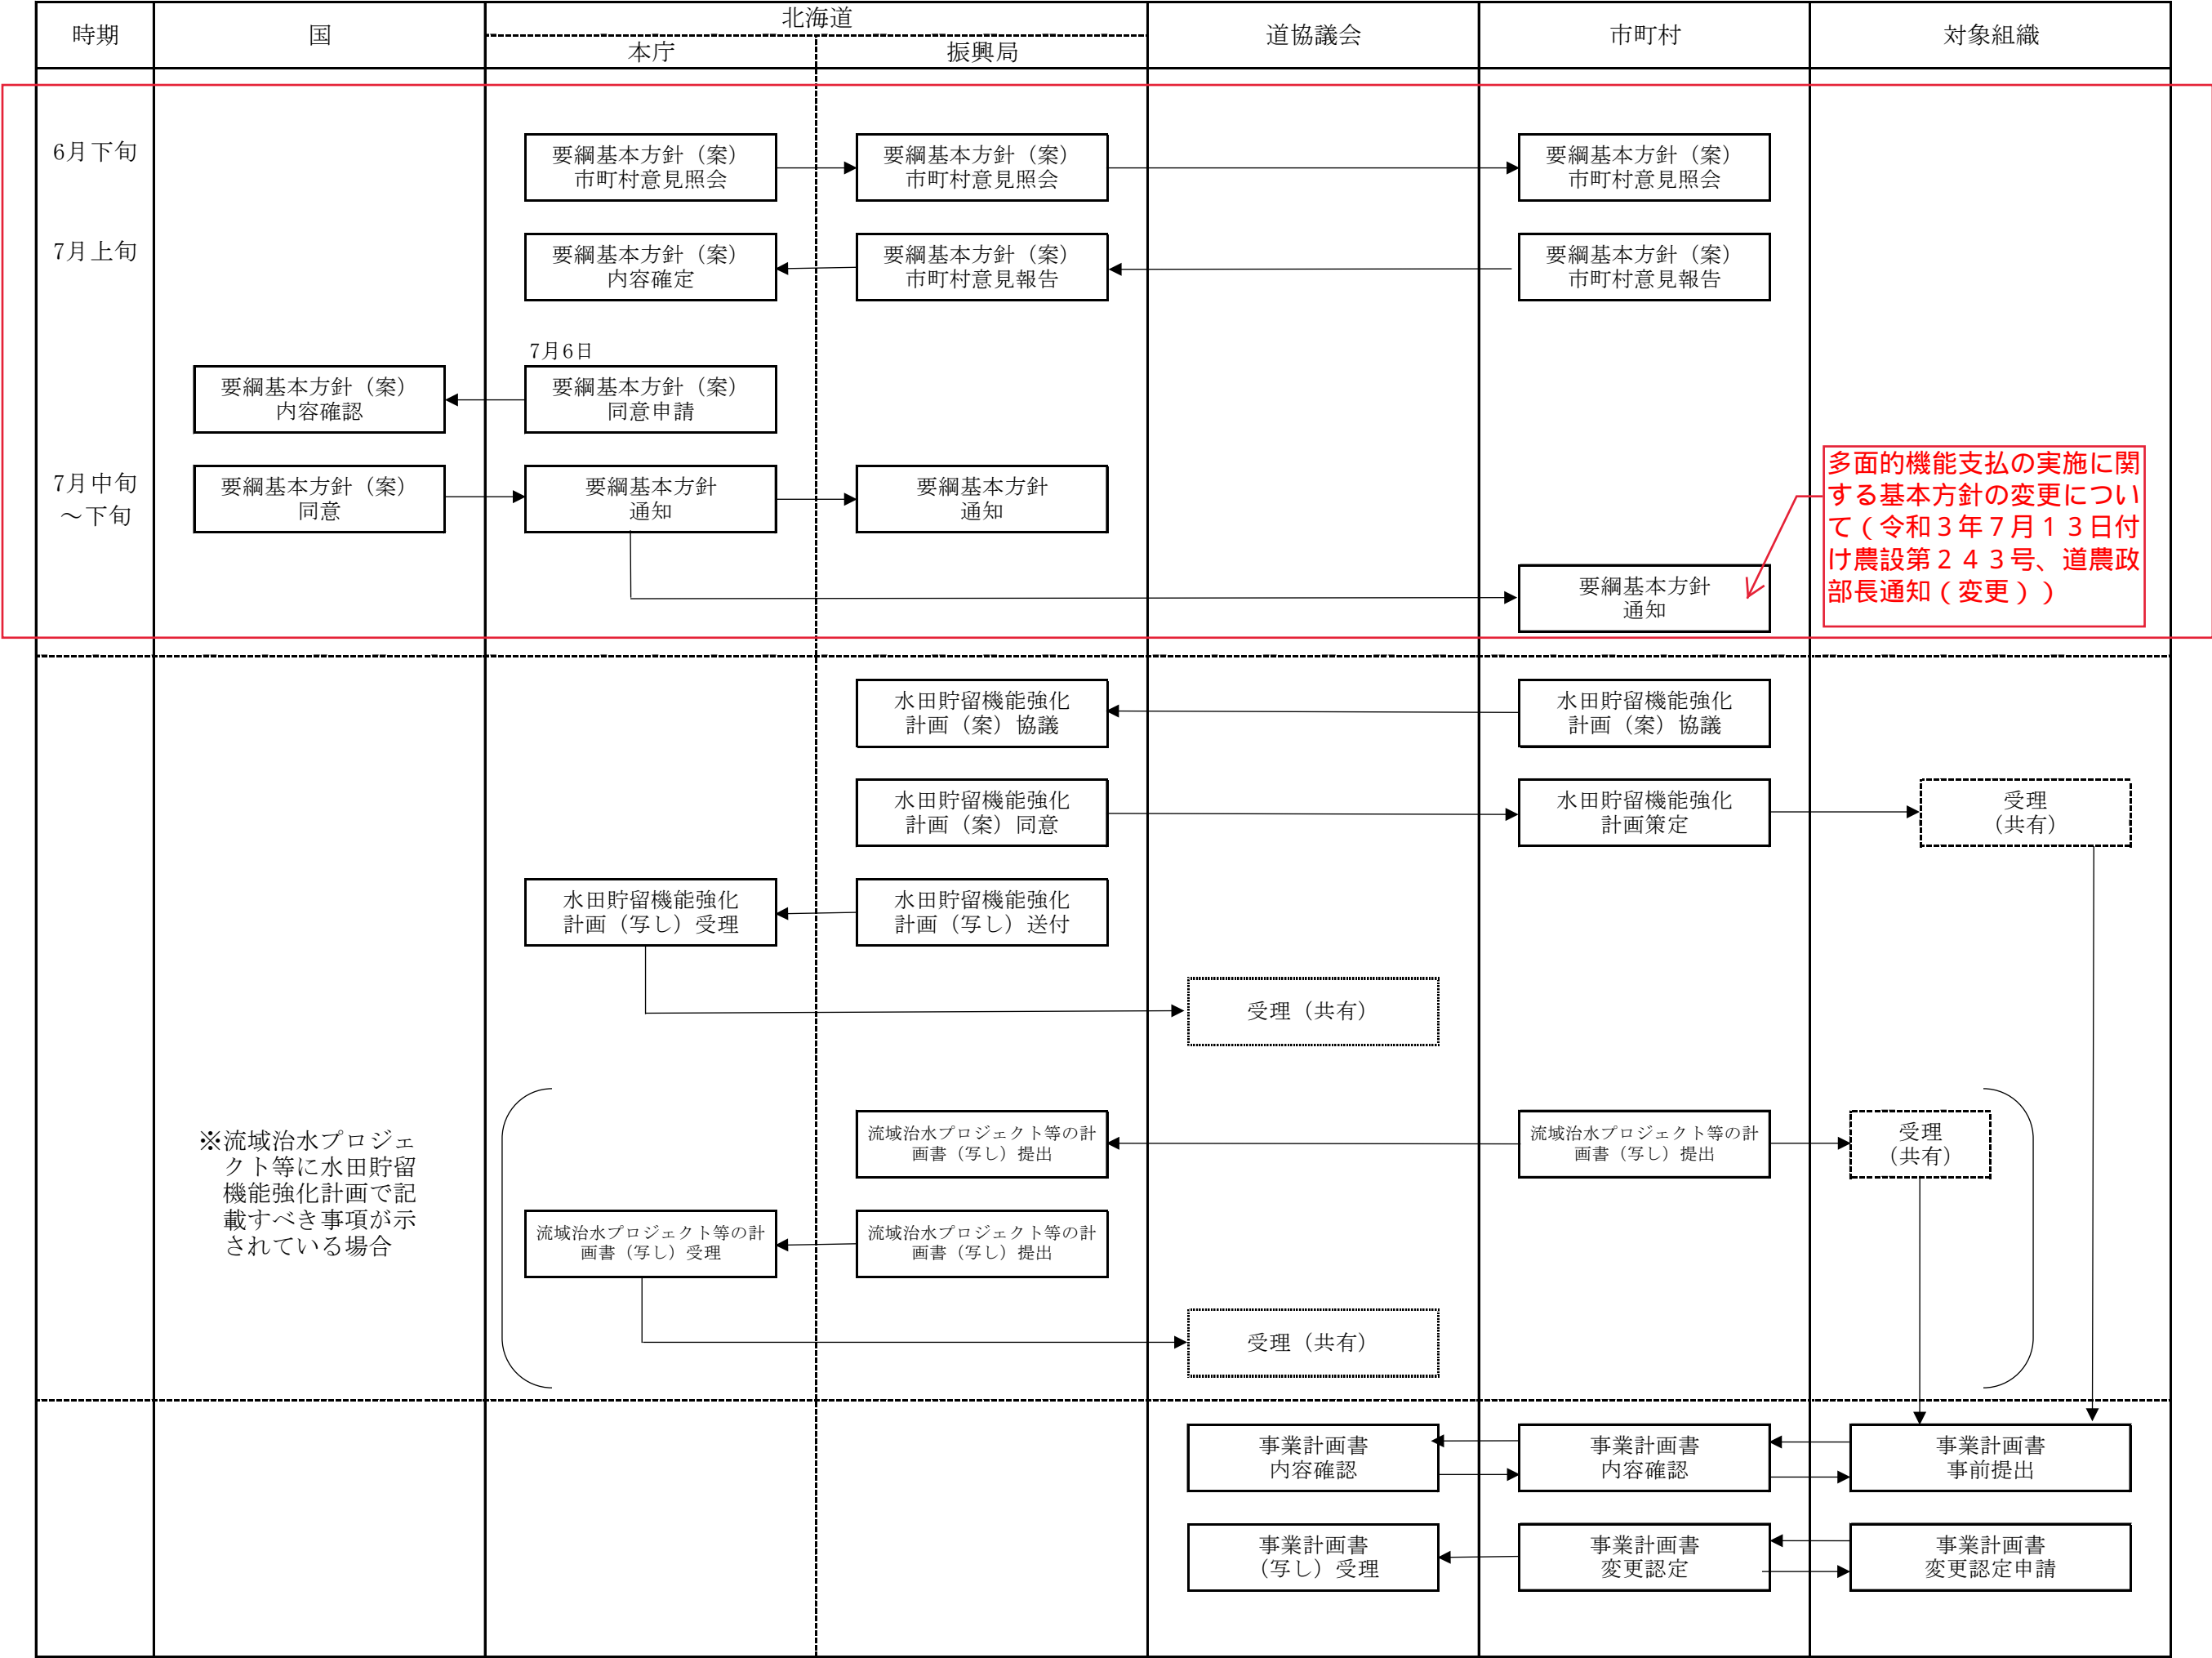 時期
国
北海道
本庁
振興局
道協議会
市町村
対象組織
6月下旬
要綱基本方針（案）
市町村意見照会
要綱基本方針（案）
市町村意見照会
要綱基本方針（案）
市町村意見照会
7月上旬
要綱基本方針（案）
内容確定
要綱基本方針（案）
市町村意見報告
要綱基本方針（案）
市町村意見報告
7月6日
要綱基本方針（案）
内容確認
要綱基本方針（案）
同意申請
7月中旬
～下旬
要綱基本方針（案）
同意
要綱基本方針
通知
要綱基本方針
通知
多面的機能支払の実施に関
する基本方針の変更につい
て（令和３年７月１３日付
け農設第２４３号、道農政
部長通知（変更））
要綱基本方針
通知
水田貯留機能強化
計画（案）協議
水田貯留機能強化
計画（案）協議
水田貯留機能強化
計画（案）同意
水田貯留機能強化
計画策定
受理
（共有）
水田貯留機能強化
計画（写し）受理
水田貯留機能強化
計画（写し）送付
受理（共有）
※流域治水プロジェ
クト等に水田貯留
機能強化計画で記
載すべき事項が示
されている場合
流域治水プロジェクト等の計
画書（写し）提出
流域治水プロジェクト等の計
画書（写し）提出
受理
（共有）
流域治水プロジェクト等の計
画書（写し）受理
流域治水プロジェクト等の計
画書（写し）提出
受理（共有）
事業計画書
内容確認
事業計画書
内容確認
事業計画書
事前提出
事業計画書
（写し）受理
事業計画書
変更認定
事業計画書
変更認定申請